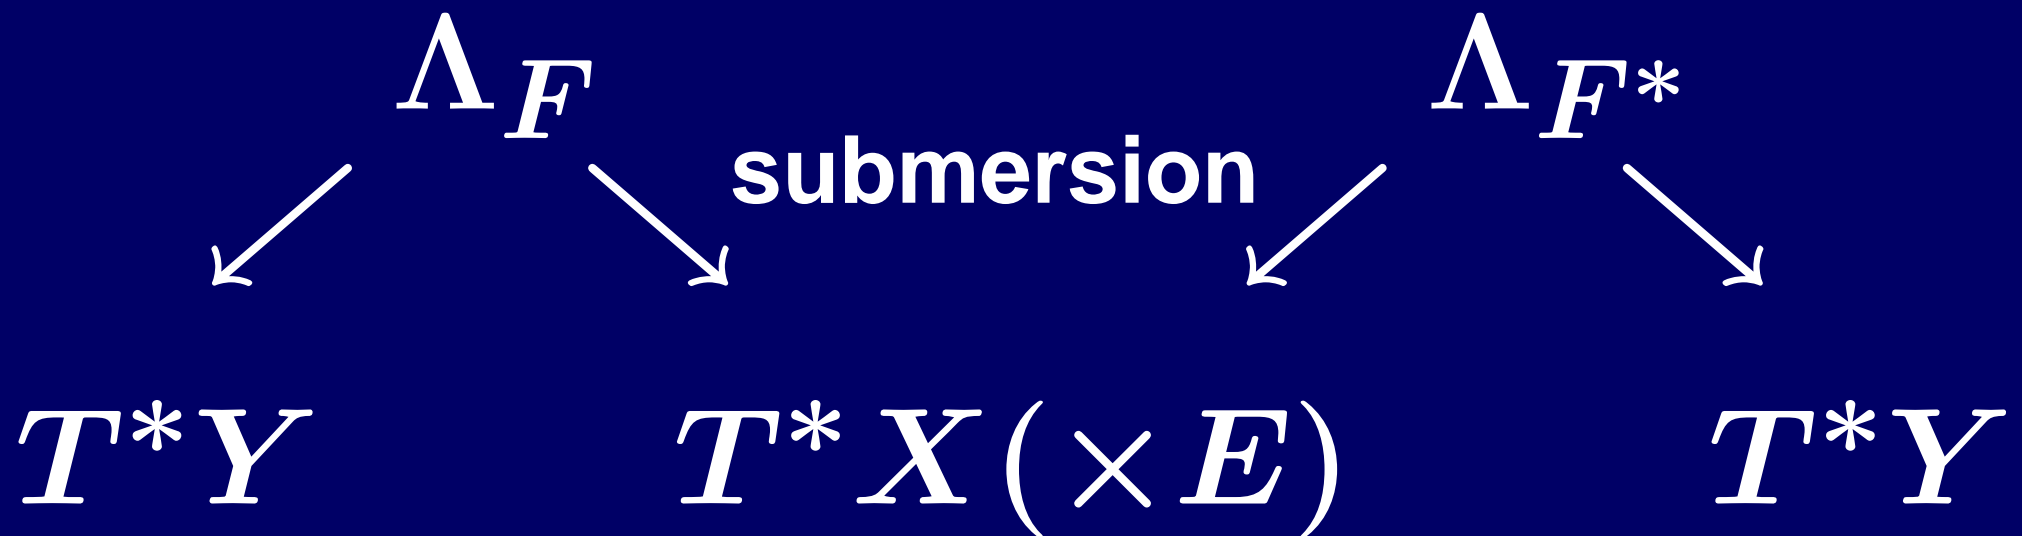 Λ_F Λ_{F*}
submersion
T*Y T*X(×E) T*Y